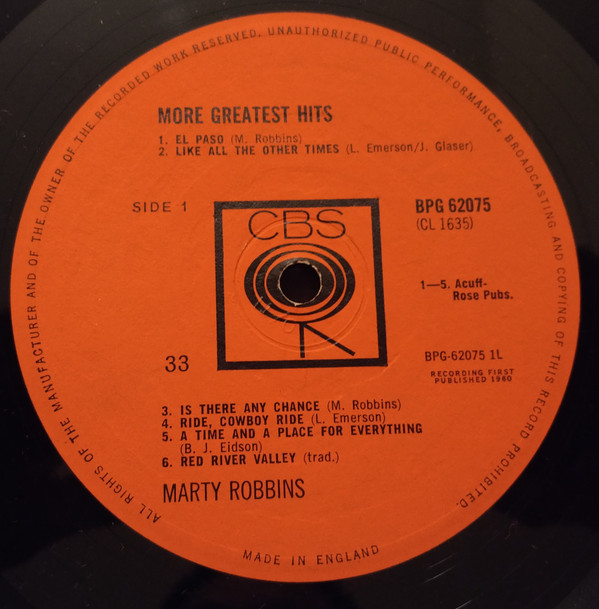 ALL RIGHTS OF THE MANUFACTURER AND OF THE OWNER OF THE RECORDED WORK RESERVED. UNAUTHORIZED PUBLIC PERFORMANCE, BROADCASTING AND COPYING OF THIS RECORD PROHIBITED.
MORE GREATEST HITS
1. EL PASO (M. Robbins)
2. LIKE ALL THE OTHER TIMES (L. Emerson/J. Glaser)
SIDE 1
CBS
BPG 62075
(CL 1635)
1—5. Acuff-
Rose Pubs.
33
BPG-62075 1L
RECORDING FIRST
PUBLISHED 1960
3. IS THERE ANY CHANCE (M. Robbins)
4. RIDE, COWBOY RIDE (L. Emerson)
5. A TIME AND A PLACE FOR EVERYTHING
(B. J. Eidson)
6. RED RIVER VALLEY (trad.)
MARTY ROBBINS
MADE IN ENGLAND